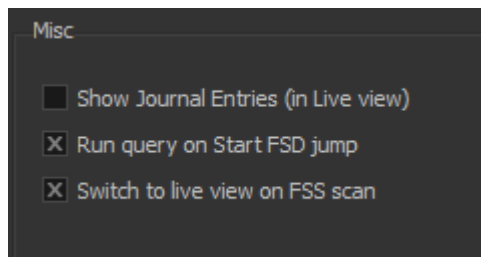 Misc
Show Journal Entries (in Live view)
Run query on Start FSD jump
Switch to live view on FSS scan